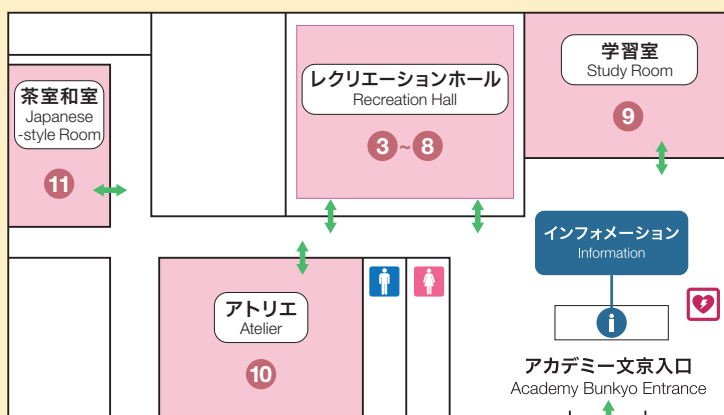 茶室和室
Japanese
-style Room
11
レクリエーションホール
Recreation Hall
3~8
学習室
Study Room
9
インフォメーション
Information
i
アトリエ
Atelier
10
アカデミー文京入口
Academy Bunkyo Entrance